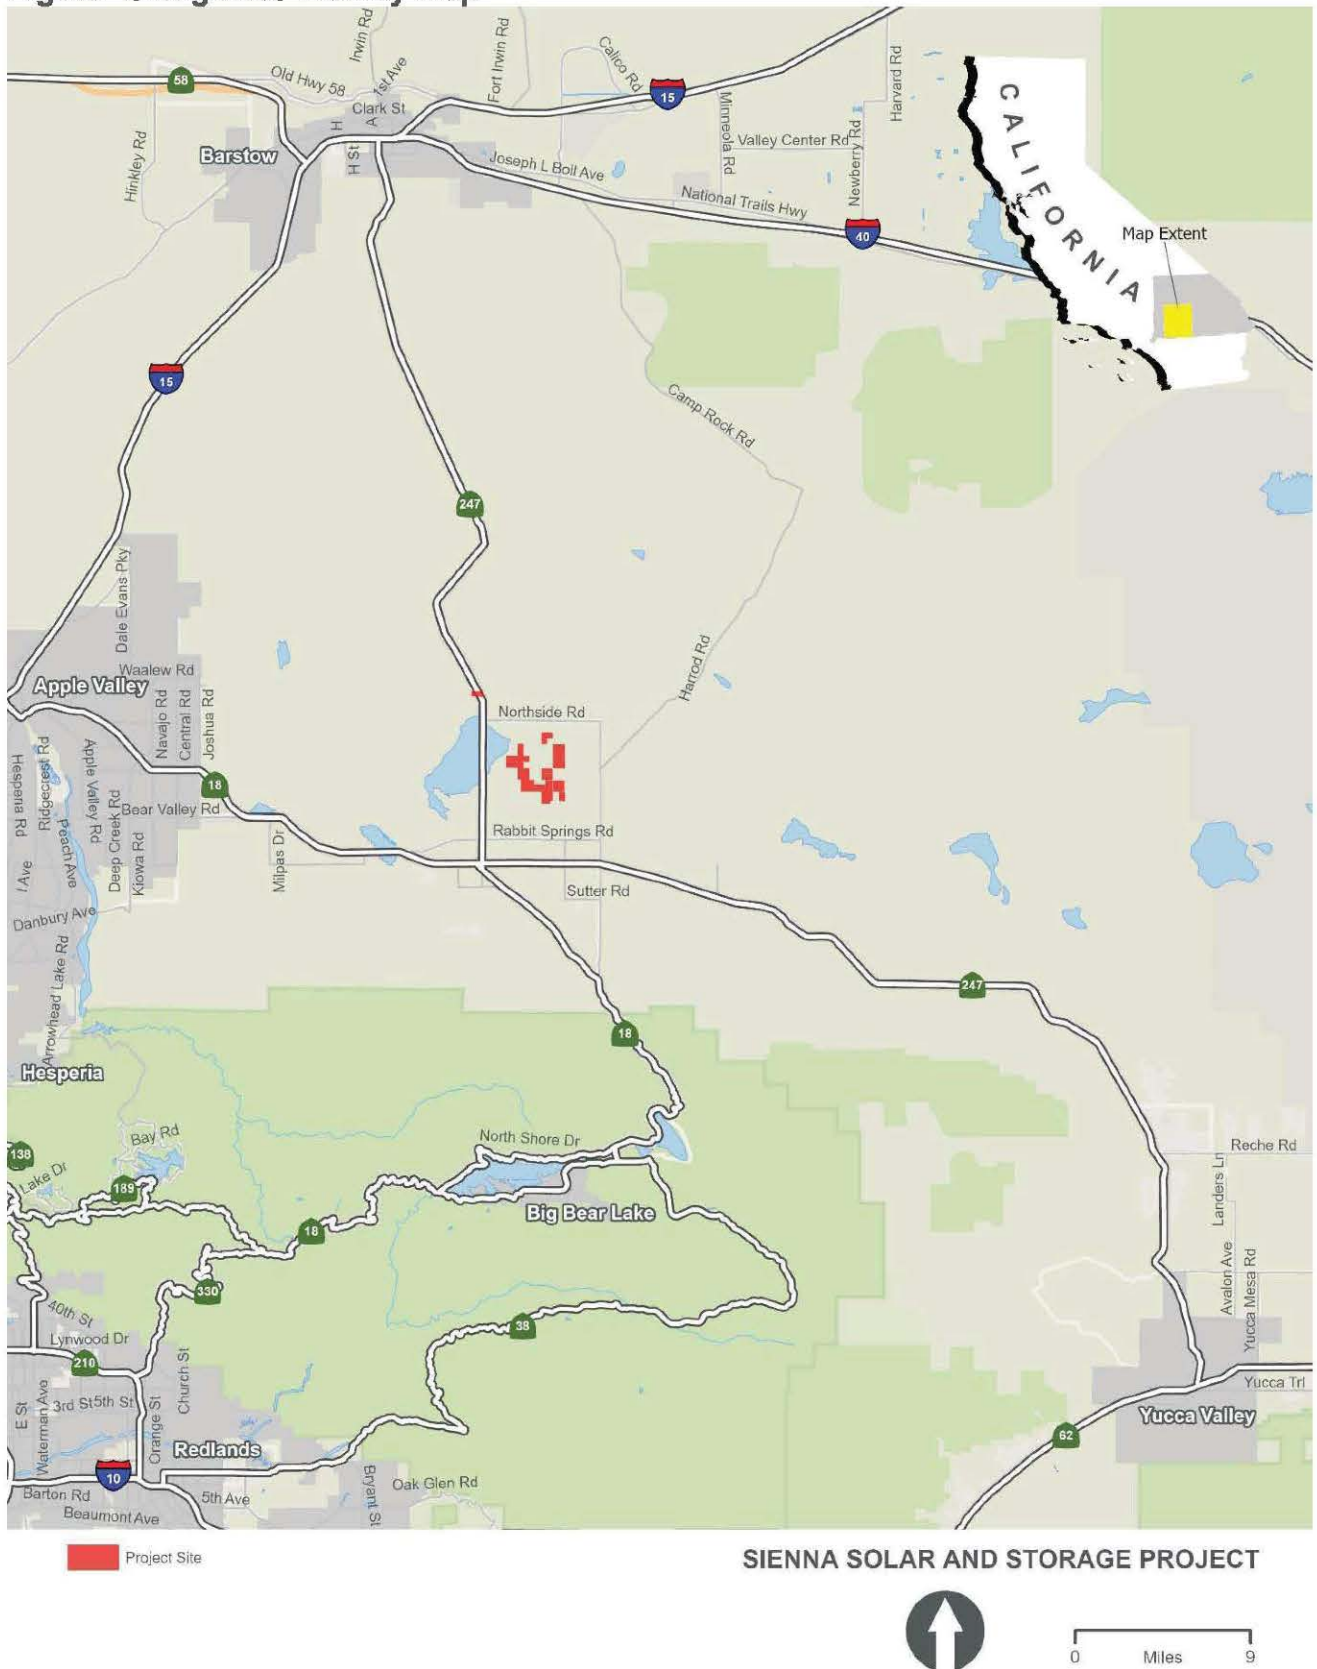 Irwin Rd
Fort Irwin Rd
Calico Rd
Harvard Rd
58
Old Hwy 58
1st Ave
15
CALIFORNIA
Clark St
H
A
Minneola Rd
Valley Center Rd
Newberry Rd
Hinkley Rd
Barstow
H St
Joseph L Boll Ave
National Trails Hwy
40
Map Extent
15
Camp Rock Rd
247
Dale Evans Pky
Waalew Rd
Apple Valley
Harrod Rd
Navajo Rd
Central Rd
Joshua Rd
Northside Rd
Ridgecrest Rd
Apple Valley Rd
18
Bear Valley Rd
Deep Creek Rd
Kiowa Rd
Peach Ave
Rabbit Springs Rd
Milpas Dr
I Ave
Sutter Rd
Danbury Ave
Arrowhead Lake Rd
247
18
Hesperia
138
Bay Rd
North Shore Dr
Reche Rd
Lake Dr
189
Landers Ln
18
Big Bear Lake
Avalon Ave
Yucca Mesa Rd
330
40th St
38
Lynwood Dr
210
Church St
Yucca Trl
E St
Waterman Ave
3rd St
5th St
Orange St
Yucca Valley
62
Redlands
10
Bryant St
Oak Glen Rd
Barton Rd
5th Ave
Beaumont Ave
Project Site
SIENNA SOLAR AND STORAGE PROJECT
0 Miles 9